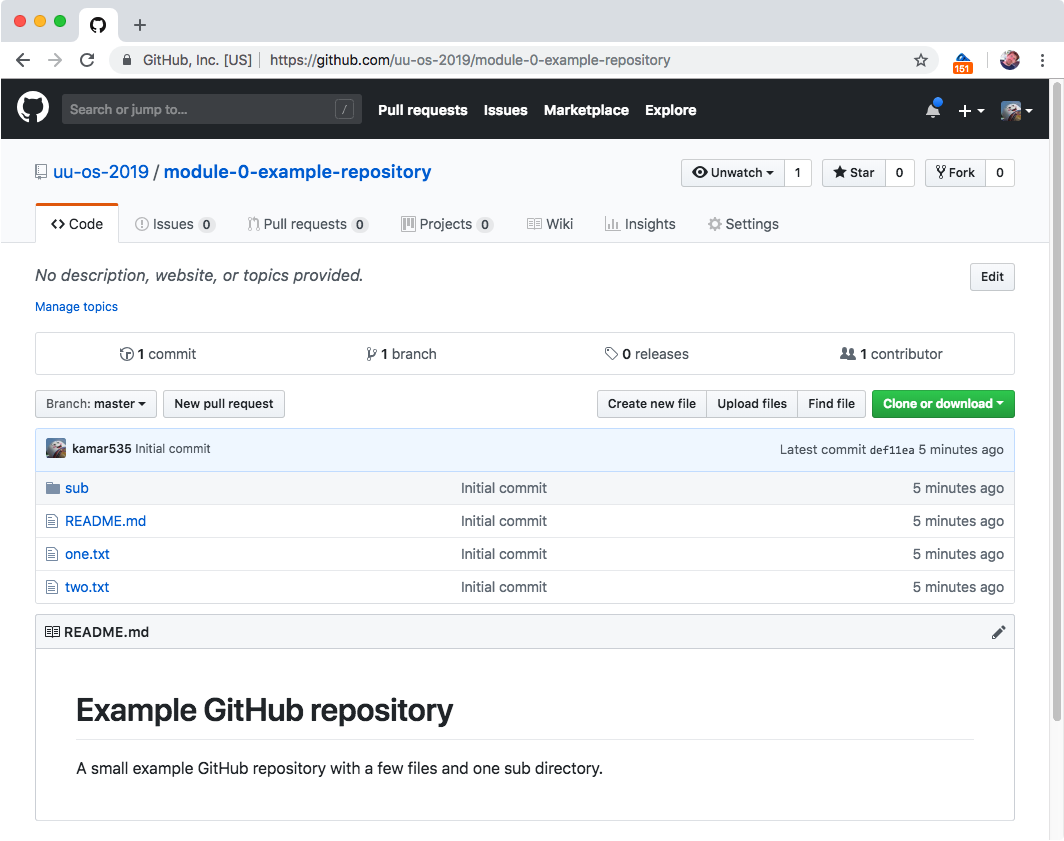 GitHub, Inc. [US] https://github.com/uu-os-2019/module-0-example-repository
151
Search or jump to... / Pull requests Issues Marketplace Explore
uu-os-2019 / module-0-example-repository Unwatch 1 Star 0 Fork 0
Code Issues 0 Pull requests 0 Projects 0 Wiki Insights Settings
No description, website, or topics provided. Edit
Manage topics
1 commit 1 branch 0 releases 1 contributor
Branch: master New pull request Create new file Upload files Find file Clone or download
kamar535 Initial commit Latest commit def11ea 5 minutes ago
sub Initial commit 5 minutes ago
README.md Initial commit 5 minutes ago
one.txt Initial commit 5 minutes ago
two.txt Initial commit 5 minutes ago
README.md
Example GitHub repository
A small example GitHub repository with a few files and one sub directory.